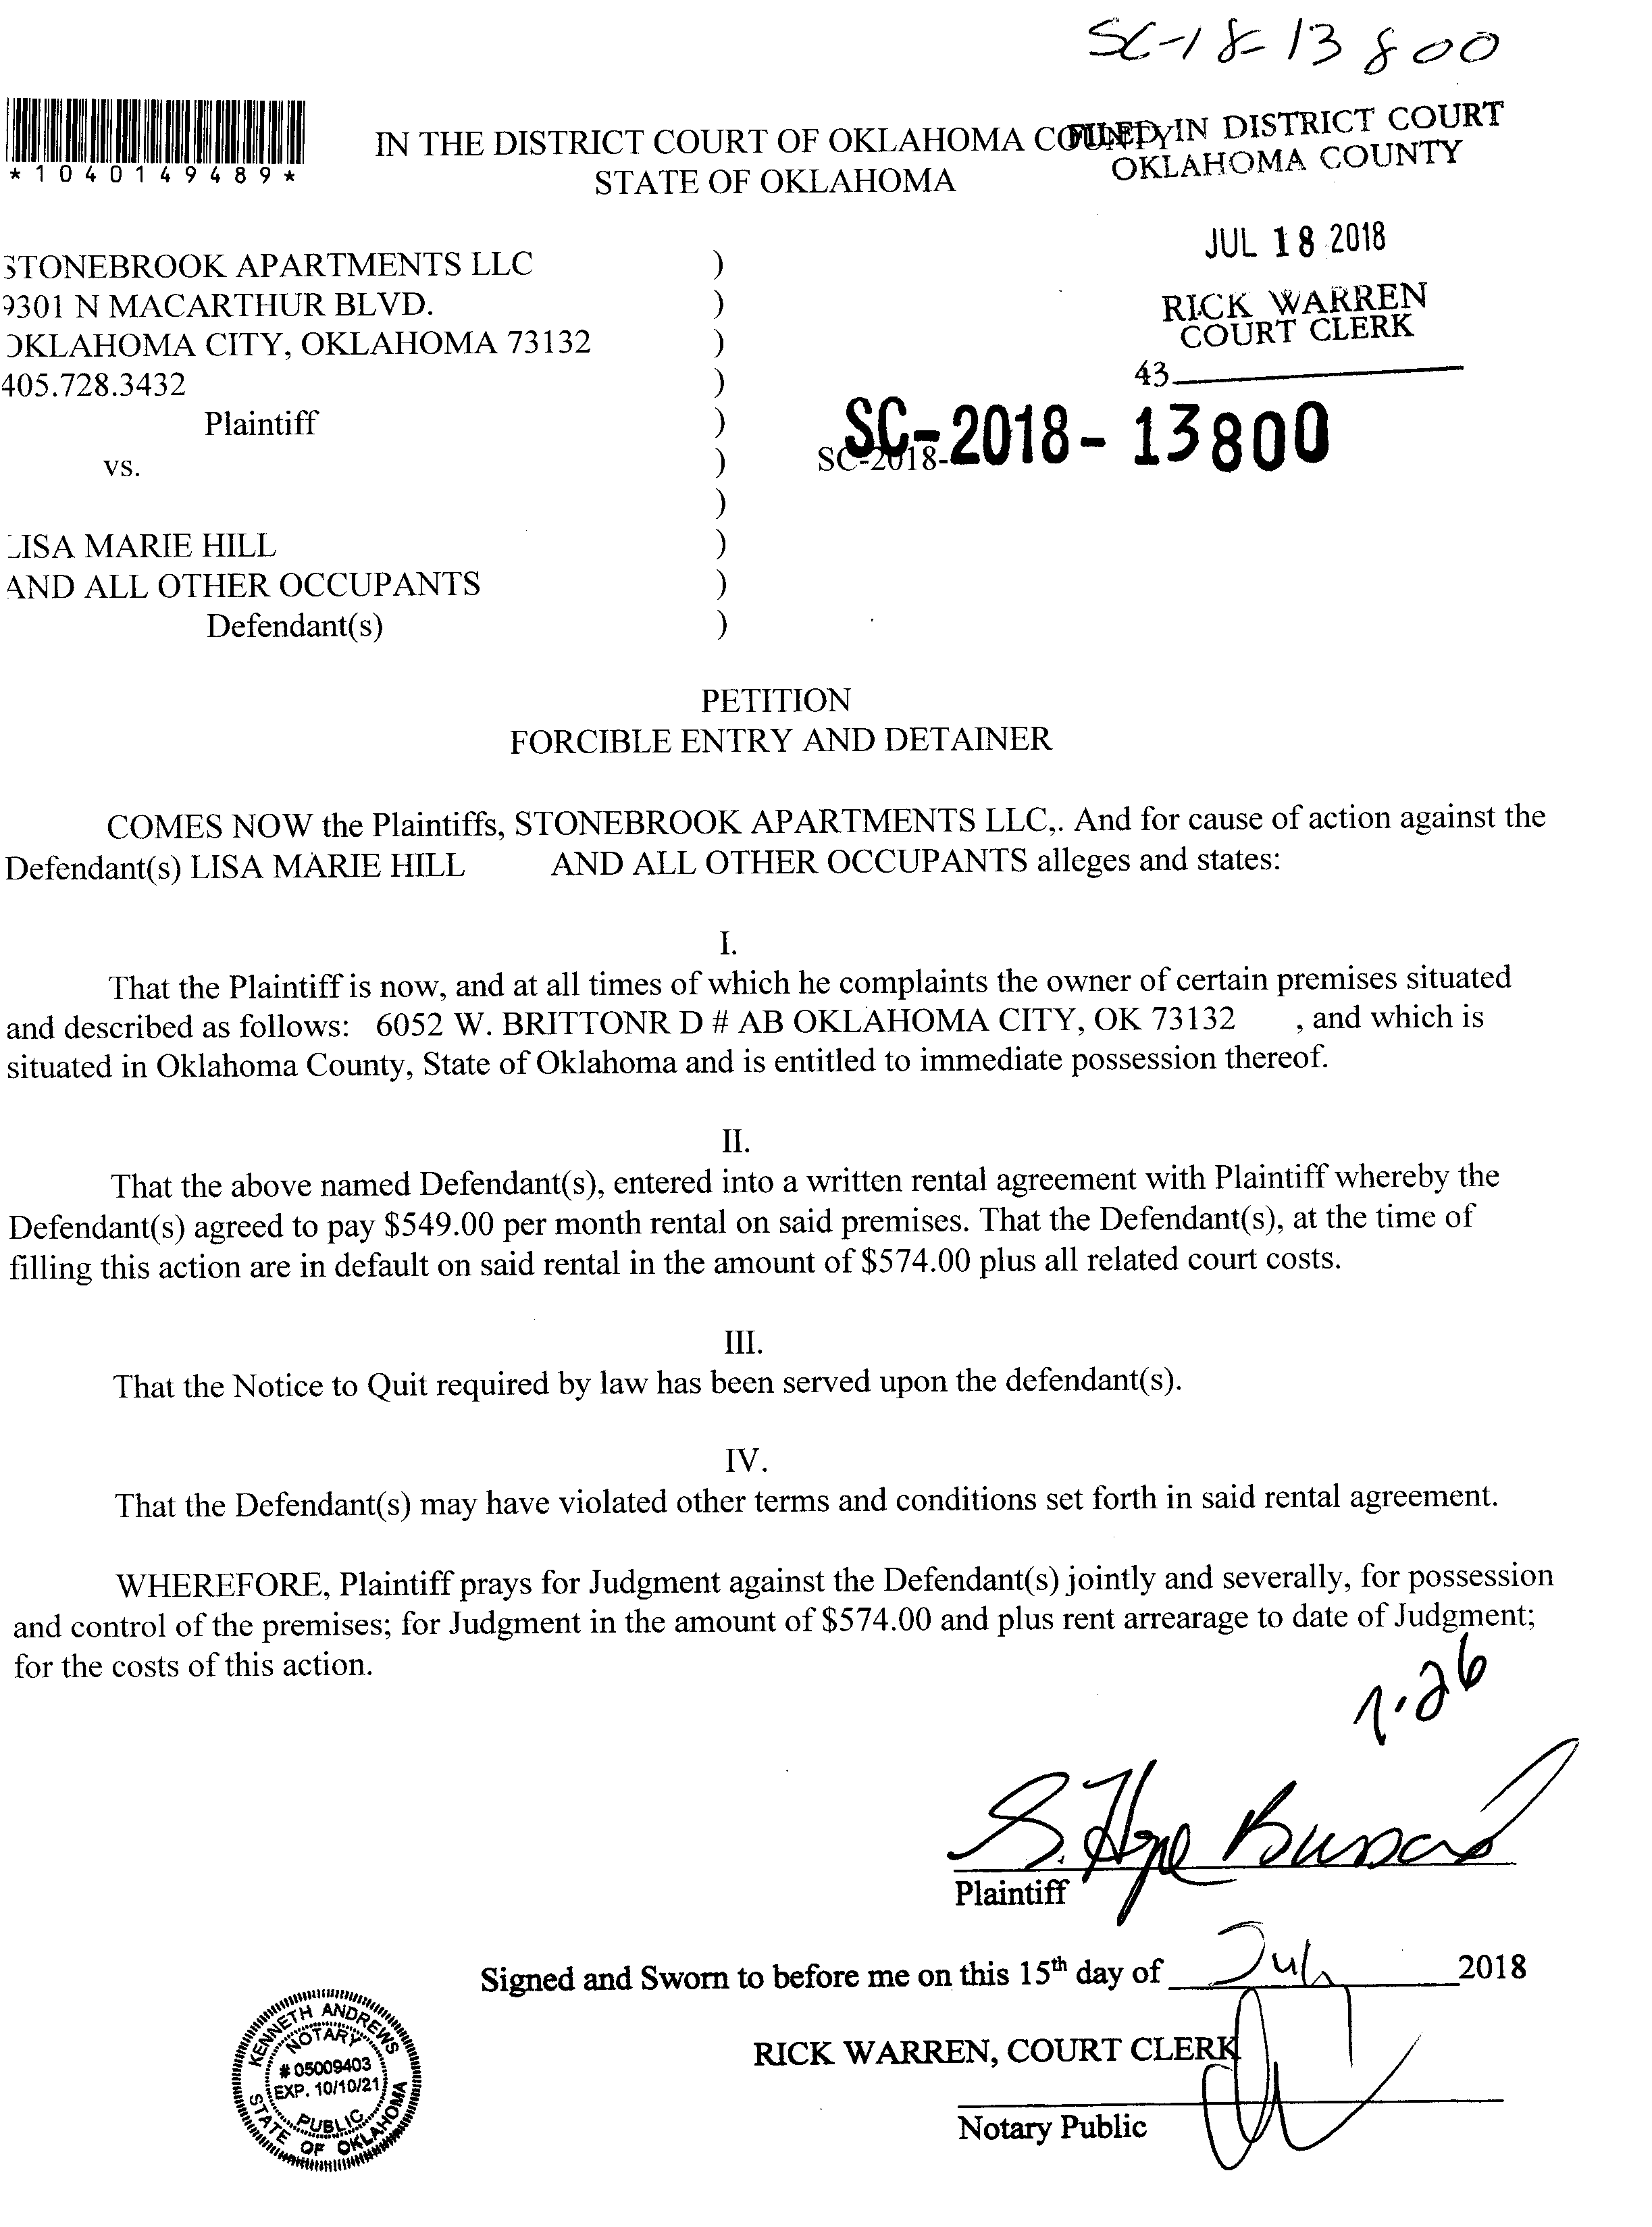 SC-18-13800
*1040149489*
IN THE DISTRICT COURT OF OKLAHOMA COUNTY
STATE OF OKLAHOMA
FILED IN DISTRICT COURT
OKLAHOMA COUNTY
JUL 18 2018
RICK WARREN
COURT CLERK
43
STONEBROOK APARTMENTS LLC )
9301 N MACARTHUR BLVD. )
OKLAHOMA CITY, OKLAHOMA 73132 )
405.728.3432 )
Plaintiff )
vs. ) SC-2018-
SC-2018-13800
)
LISA MARIE HILL )
AND ALL OTHER OCCUPANTS )
Defendant(s) )
PETITION
FORCIBLE ENTRY AND DETAINER
COMES NOW the Plaintiffs, STONEBROOK APARTMENTS LLC,. And for cause of action against the
Defendant(s) LISA MARIE HILL AND ALL OTHER OCCUPANTS alleges and states:
I.
That the Plaintiff is now, and at all times of which he complaints the owner of certain premises situated
and described as follows: 6052 W. BRITTONR D # AB OKLAHOMA CITY, OK 73132 , and which is
situated in Oklahoma County, State of Oklahoma and is entitled to immediate possession thereof.
II.
That the above named Defendant(s), entered into a written rental agreement with Plaintiff whereby the
Defendant(s) agreed to pay $549.00 per month rental on said premises. That the Defendant(s), at the time of
filling this action are in default on said rental in the amount of $574.00 plus all related court costs.
III.
That the Notice to Quit required by law has been served upon the defendant(s).
IV.
That the Defendant(s) may have violated other terms and conditions set forth in said rental agreement.
WHEREFORE, Plaintiff prays for Judgment against the Defendant(s) jointly and severally, for possession
and control of the premises; for Judgment in the amount of $574.00 and plus rent arrearage to date of Judgment;
for the costs of this action.
7.26
S. Hope Bussard
Plaintiff
Signed and Sworn to before me on this 15th day of July 2018
RICK WARREN, COURT CLERK
Notary Public
KENNETH ANDREWS
NOTARY
# 05009403
EXP. 10/10/21
PUBLIC
STATE OF OKLAHOMA